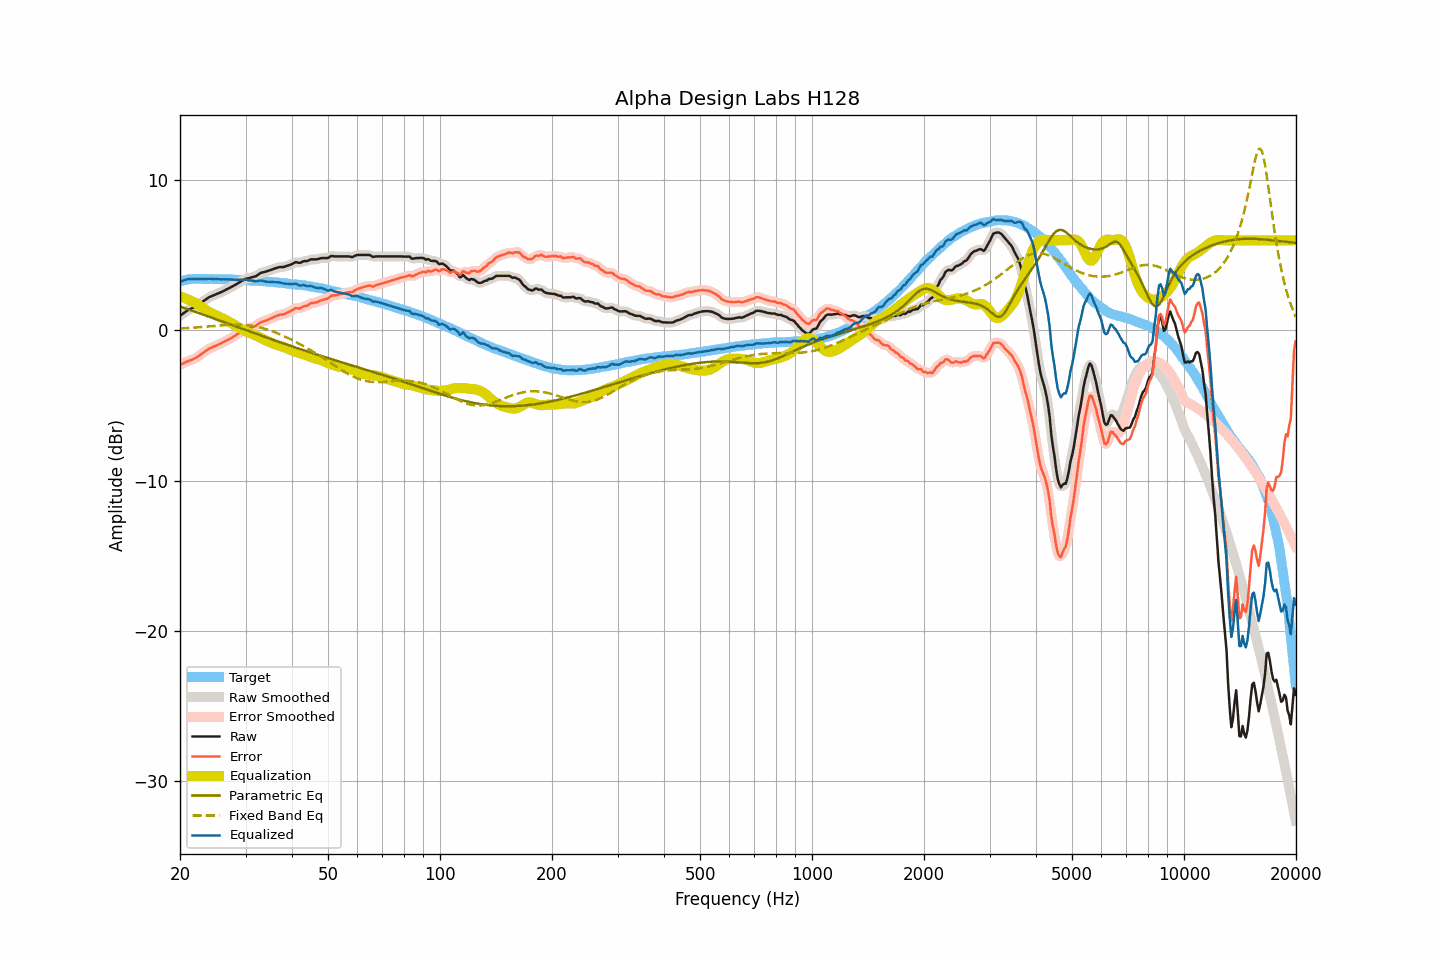 Alpha Design Labs H128
Amplitude (dBr)
10
0
−10
−20
−30
Target
Raw Smoothed
Error Smoothed
Raw
Error
Equalization
Parametric Eq
Fixed Band Eq
Equalized
20 50 100 200 500 1000 2000 5000 10000 20000
Frequency (Hz)